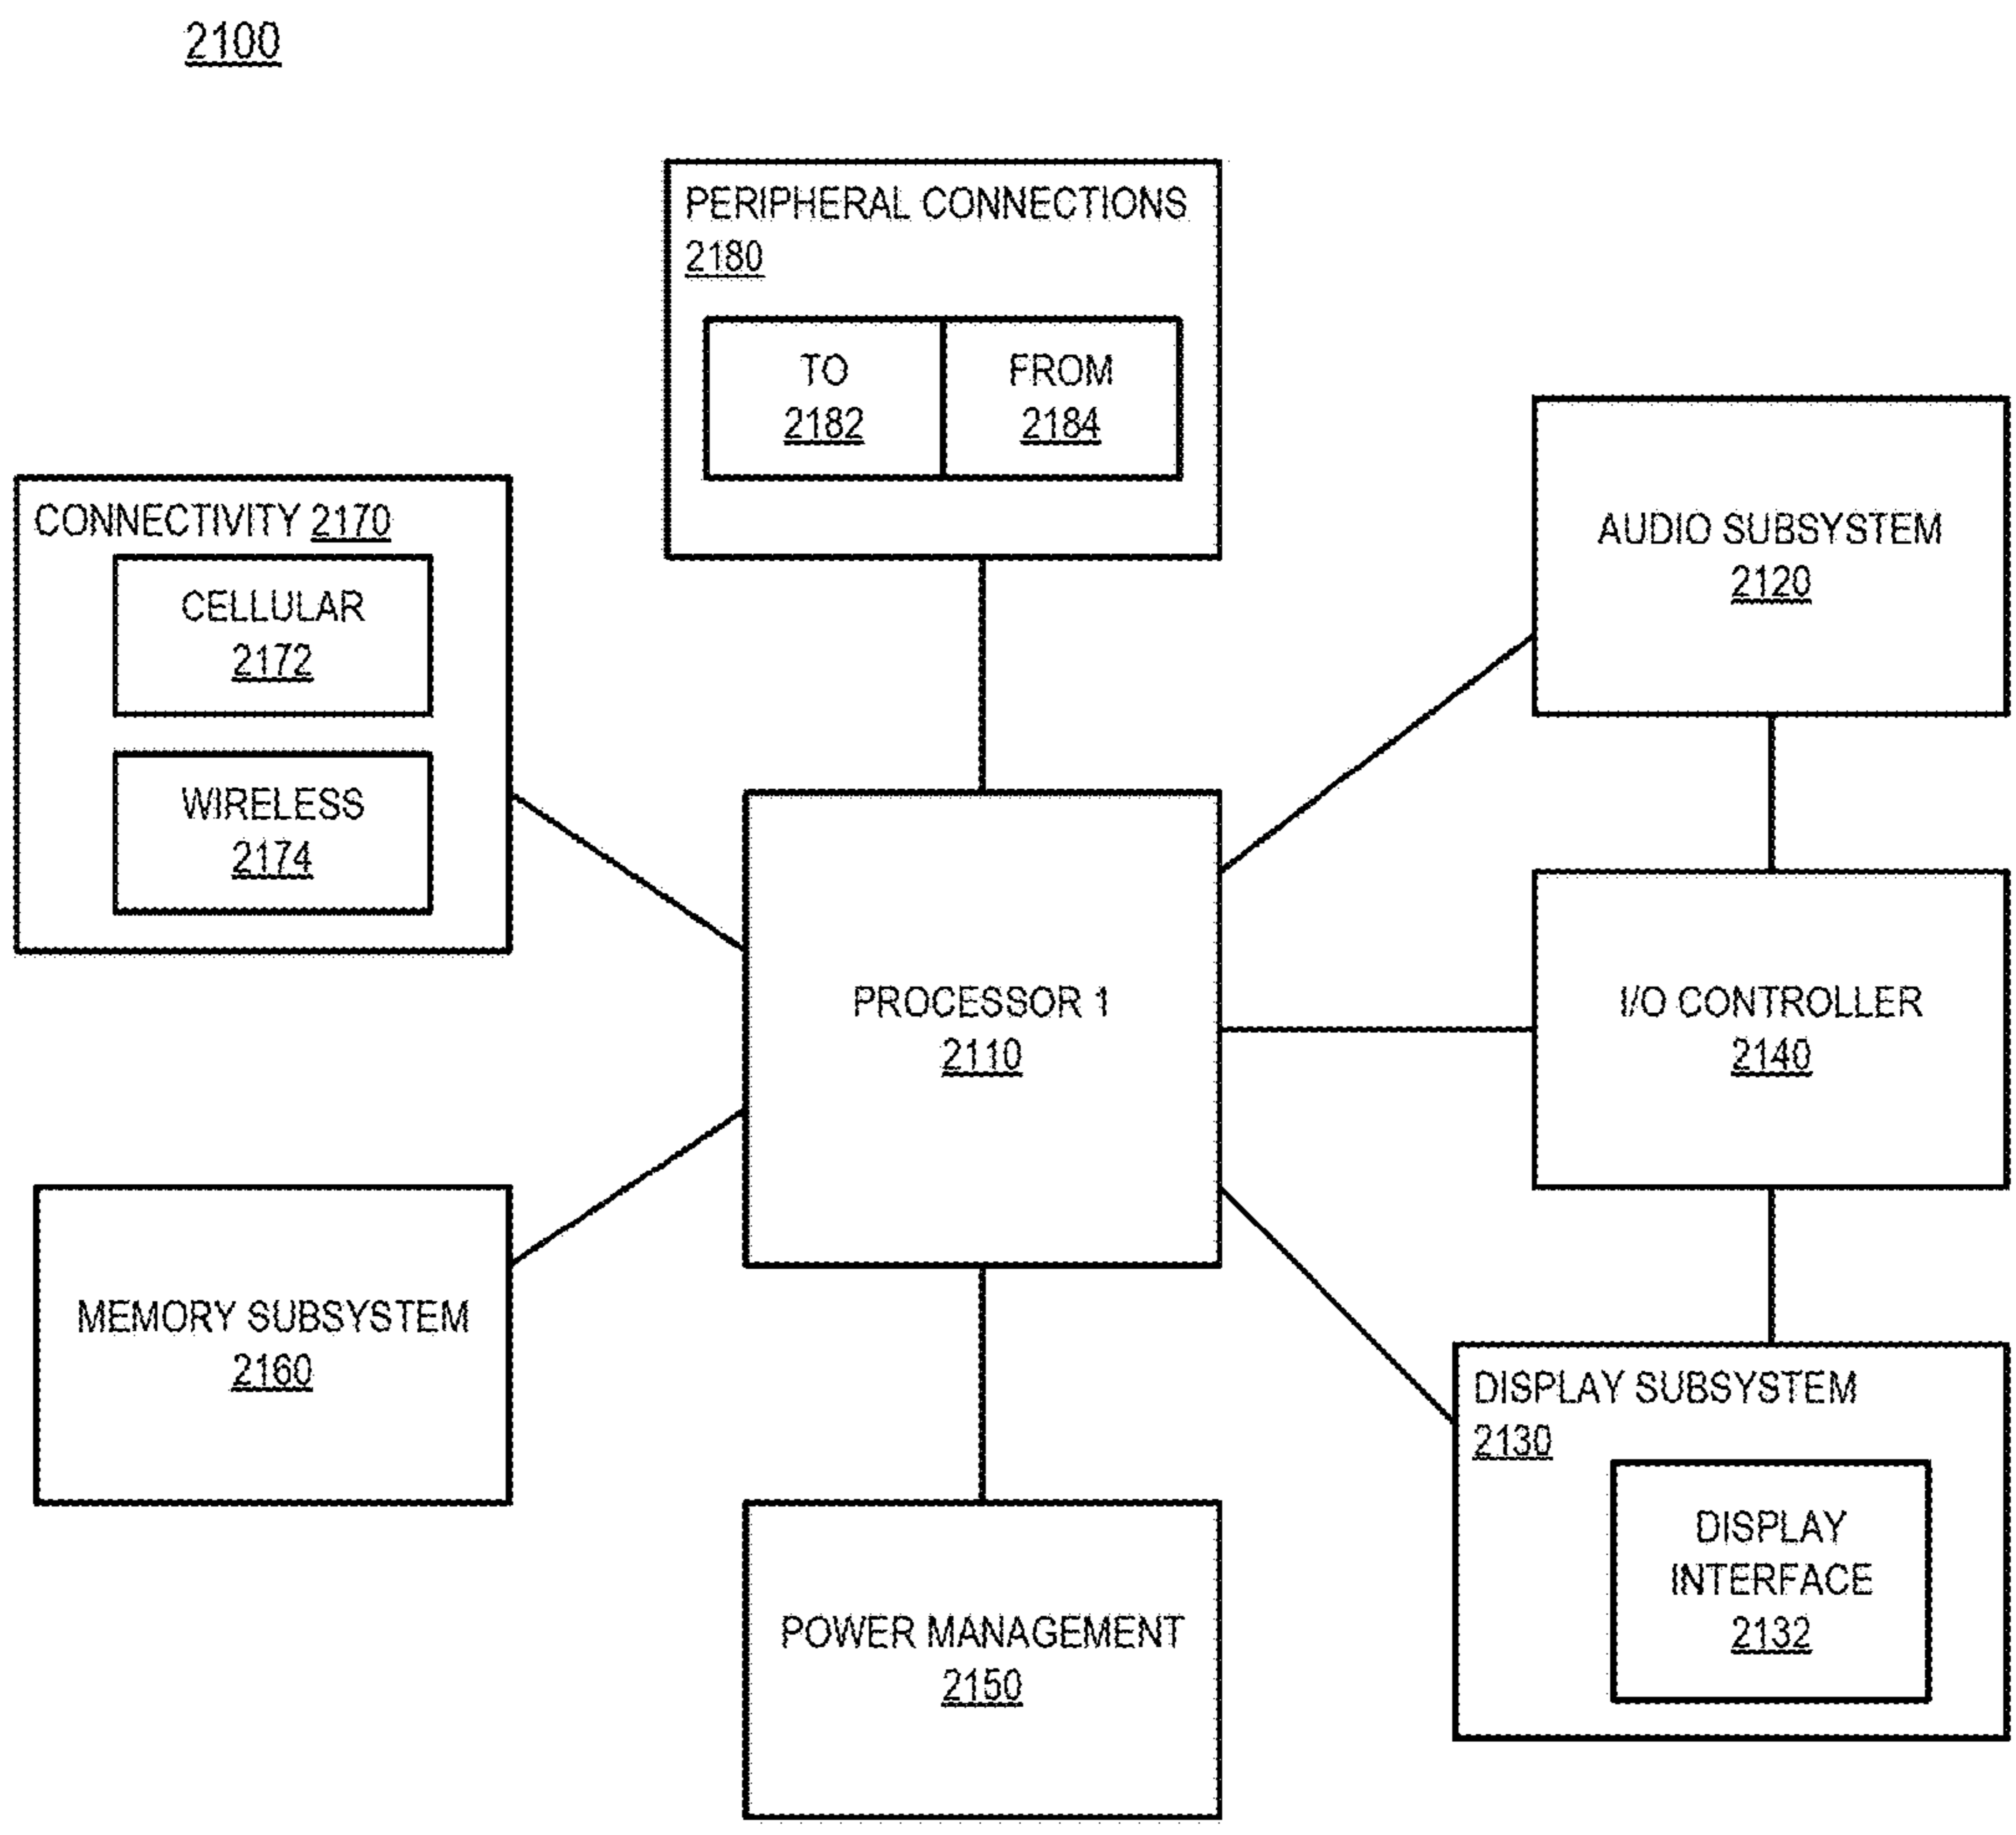 2100
PERIPHERAL CONNECTIONS
2180
TO
2182
FROM
2184
AUDIO SUBSYSTEM
2120
CONNECTIVITY 2170
CELLULAR
2172
WIRELESS
2174
PROCESSOR 1
2110
I/O CONTROLLER
2140
MEMORY SUBSYSTEM
2160
DISPLAY SUBSYSTEM
2130
DISPLAY
INTERFACE
2132
POWER MANAGEMENT
2150